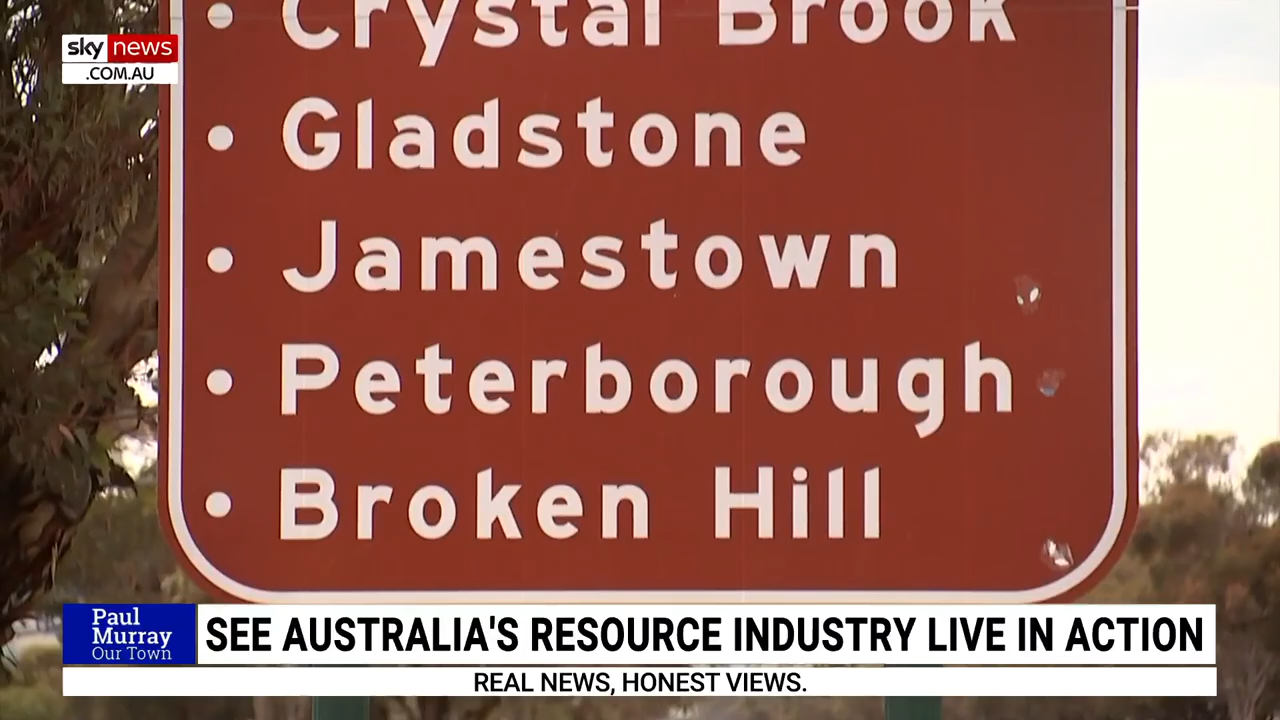 sky news
.COM.AU
• Crystal Brook
• Gladstone
• Jamestown
• Peterborough
• Broken Hill
Paul
Murray
Our Town
SEE AUSTRALIA'S RESOURCE INDUSTRY LIVE IN ACTION
REAL NEWS, HONEST VIEWS.